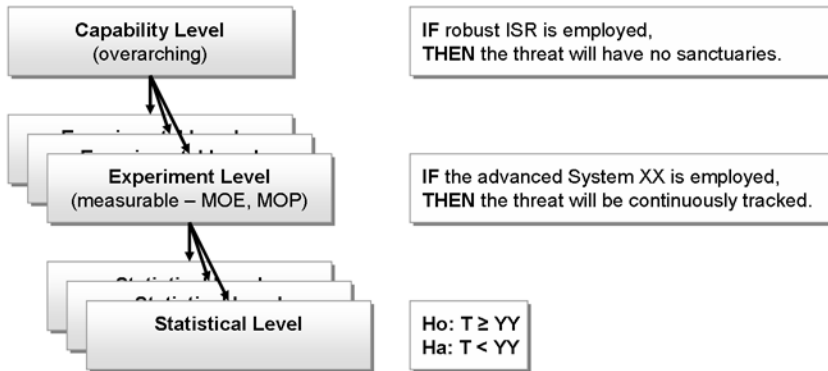 Capability Level
(overarching)
IF robust ISR is employed,
THEN the threat will have no sanctuaries.
Experiment Level
(measurable – MOE, MOP)
IF the advanced System XX is employed,
THEN the threat will be continuously tracked.
Statistical Level
Ho: T ≥ YY
Ha: T < YY